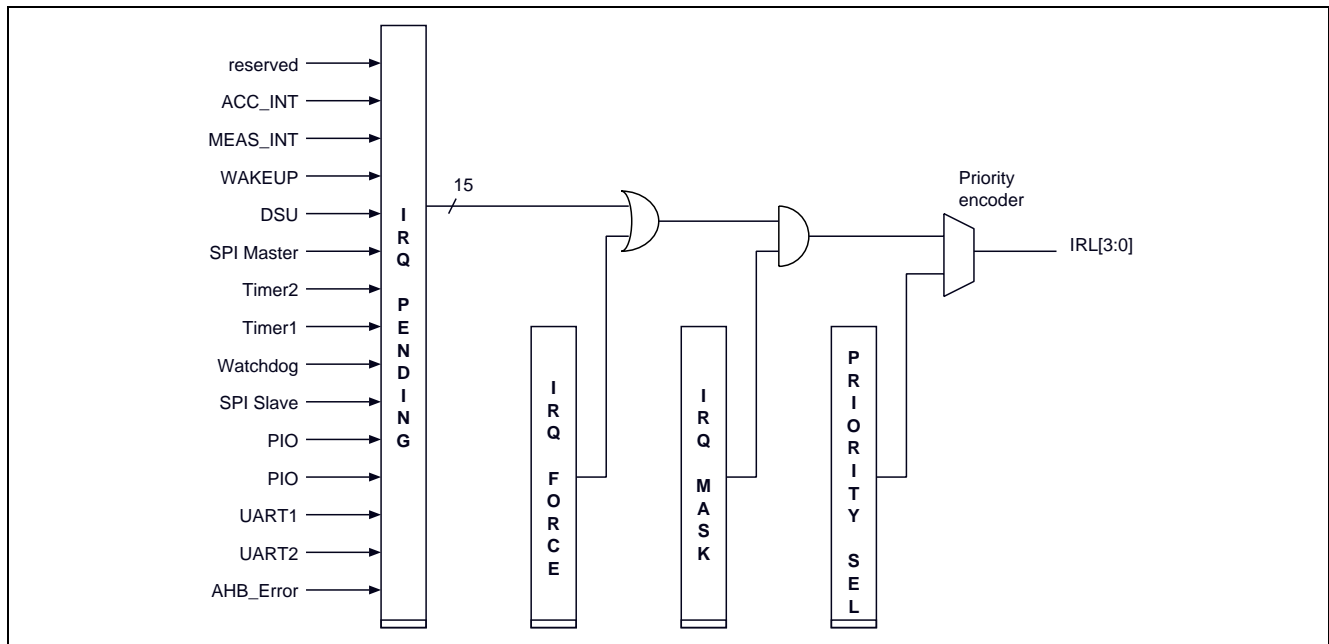 reserved
ACC_INT
MEAS_INT
WAKEUP
DSU
SPI Master
Timer2
Timer1
Watchdog
SPI Slave
PIO
PIO
UART1
UART2
AHB_Error
IRQ PENDING
15
IRQ FORCE
IRQ MASK
PRIORITY SEL
Priority
encoder
IRL[3:0]